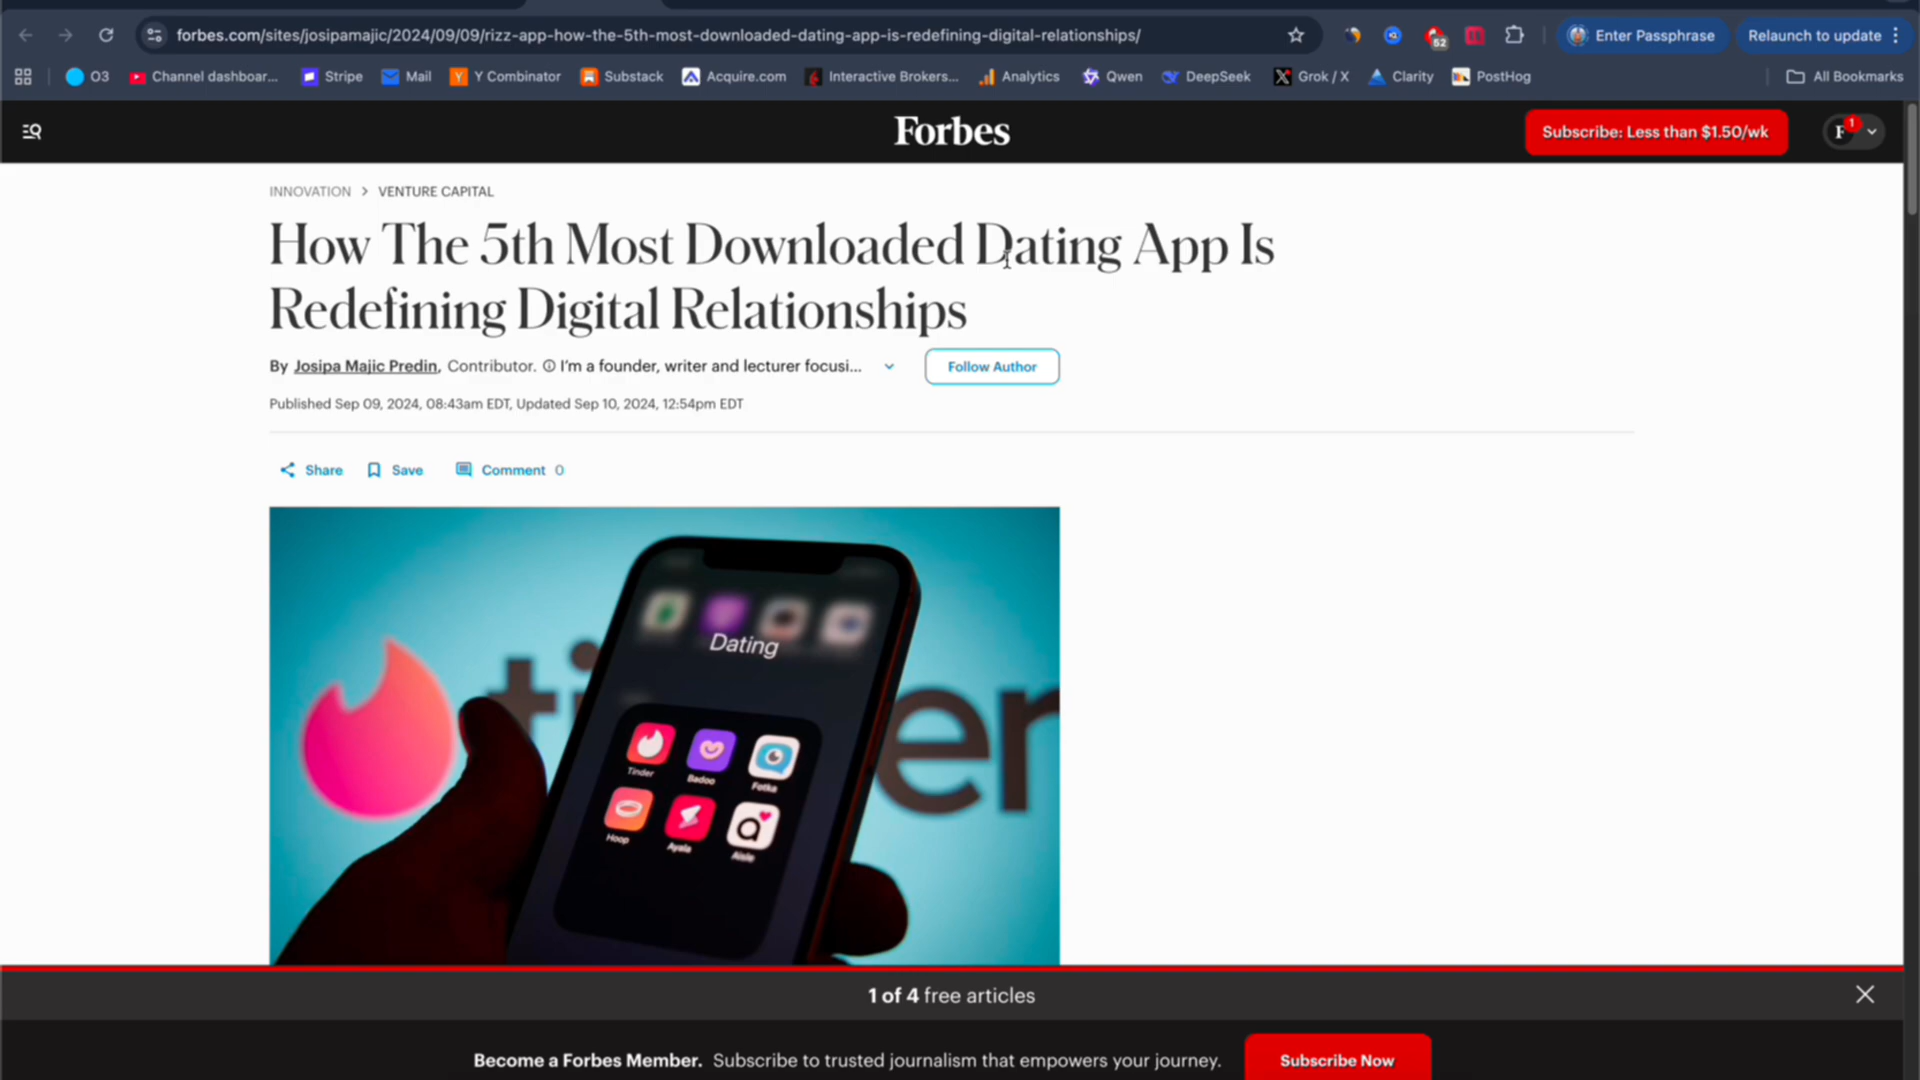 forbes.com/sites/josipamajic/2024/09/09/rizz-app-how-the-5th-most-downloaded-dating-app-is-redefining-digital-relationships/
52
Enter Passphrase
Relaunch to update
O3
Channel dashboar...
Stripe
Mail
Y Combinator
Substack
Acquire.com
Interactive Brokers...
Analytics
Qwen
DeepSeek
Grok / X
Clarity
PostHog
All Bookmarks
Forbes
Subscribe: Less than $1.50/wk
F
1
INNOVATION > VENTURE CAPITAL
How The 5th Most Downloaded Dating App Is
Redefining Digital Relationships
By Josipa Majic Predin, Contributor. I'm a founder, writer and lecturer focusi...
Follow Author
Published Sep 09, 2024, 08:43am EDT, Updated Sep 10, 2024, 12:54pm EDT
Share
Save
Comment 0
Dating
Tinder
Badoo
Fotka
Hoop
Ayala
Aisle
1 of 4 free articles
Become a Forbes Member. Subscribe to trusted journalism that empowers your journey.
Subscribe Now